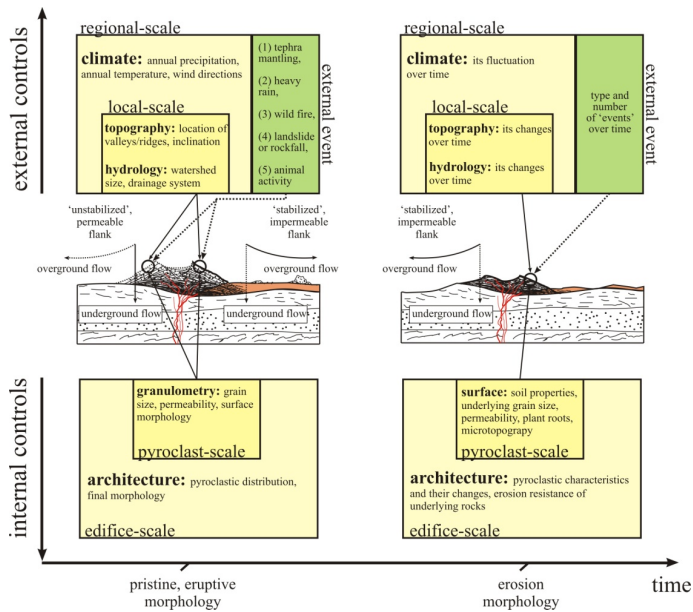 regional-scale
climate: annual precipitation,
annual temperature, wind directions
local-scale
topography: location of
valleys/ridges, inclination
hydrology: watershed
size, drainage system
(1) tephra
mantling,
(2) heavy
rain,
(3) wild fire,
(4) landslide
or rockfall,
(5) animal
activity
external event
regional-scale
climate: its fluctuation
over time
local-scale
topography: its changes
over time
hydrology: its changes
over time
type and
number
of ‘events’
over time
external event
external controls
‘unstabilized’,
permeable
flank
‘stabilized’,
impermeable
flank
overground flow
overground flow
underground flow
underground flow
‘stabilized’,
impermeable
flank
overground flow
underground flow
internal controls
granulometry: grain
size, permeability, surface
morphology
pyroclast-scale
architecture: pyroclastic distribution,
final morphology
edifice-scale
surface: soil properties,
underlying grain size,
permeability, plant roots,
microtopograpy
pyroclast-scale
architecture: pyroclastic characteristics
and their changes, erosion resistance of
underlying rocks
edifice-scale
pristine, eruptive
morphology
erosion
morphology
time